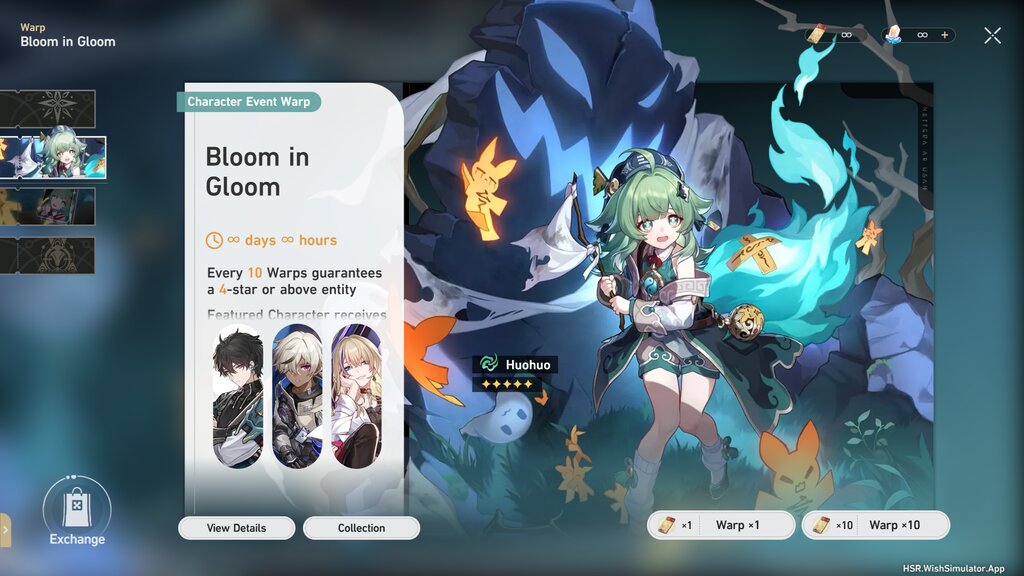 Warp
Bloom in Gloom
∞
∞ +
Character Event Warp
Bloom in
Gloom
∞ days ∞ hours
Every 10 Warps guarantees
a 4-star or above entity
Featured Character receives
Huohuo
Exchange
View Details
Collection
×1 Warp ×1
×10 Warp ×10
HSR.WishSimulator.App